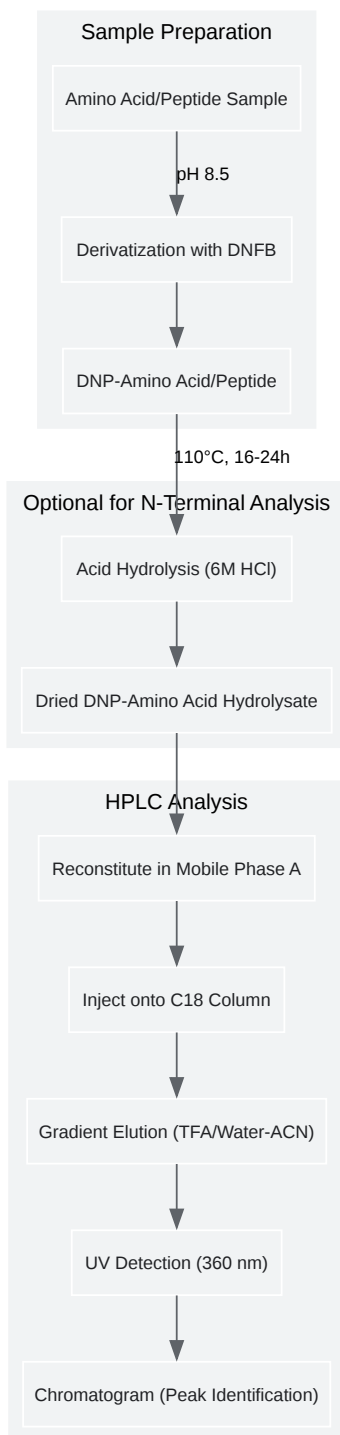 Sample Preparation
Amino Acid/Peptide Sample
pH 8.5
Derivatization with DNFB
DNP-Amino Acid/Peptide
110°C, 16-24h
Optional for N-Terminal Analysis
Acid Hydrolysis (6M HCl)
Dried DNP-Amino Acid Hydrolysate
HPLC Analysis
Reconstitute in Mobile Phase A
Inject onto C18 Column
Gradient Elution (TFA/Water-ACN)
UV Detection (360 nm)
Chromatogram (Peak Identification)